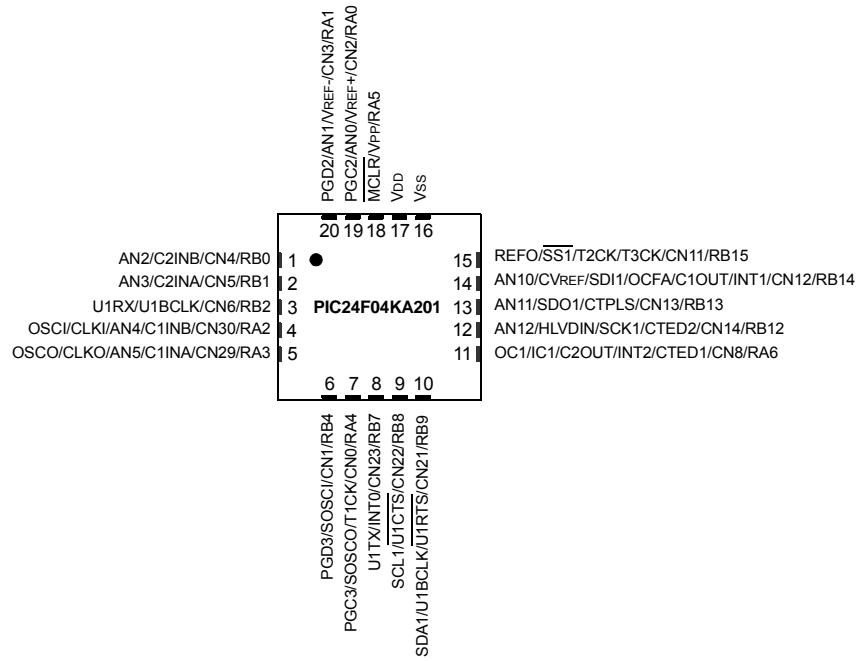 PGD2/AN1/VREF-/CN3/RA1
PGC2/AN0/VREF+/CN2/RA0
MCLR/VPP/RA5
VDD
VSS
20 19 18 17 16
AN2/C2INB/CN4/RB0 1
AN3/C2INA/CN5/RB1 2
U1RX/U1BCLK/CN6/RB2 3
OSCI/CLKI/AN4/C1INB/CN30/RA2 4
OSCO/CLKO/AN5/C1INA/CN29/RA3 5
PIC24F04KA201
15 REFO/SS1/T2CK/T3CK/CN11/RB15
14 AN10/CVREF/SDI1/OCFA/C1OUT/INT1/CN12/RB14
13 AN11/SDO1/CTPLS/CN13/RB13
12 AN12/HLVDIN/SCK1/CTED2/CN14/RB12
11 OC1/IC1/C2OUT/INT2/CTED1/CN8/RA6
6 7 8 9 10
PGD3/SOSCI/CN1/RB4
PGC3/SOSCO/T1CK/CN0/RA4
U1TX/INT0/CN23/RB7
SCL1/U1CTS/CN22/RB8
SDA1/U1BCLK/U1RTS/CN21/RB9